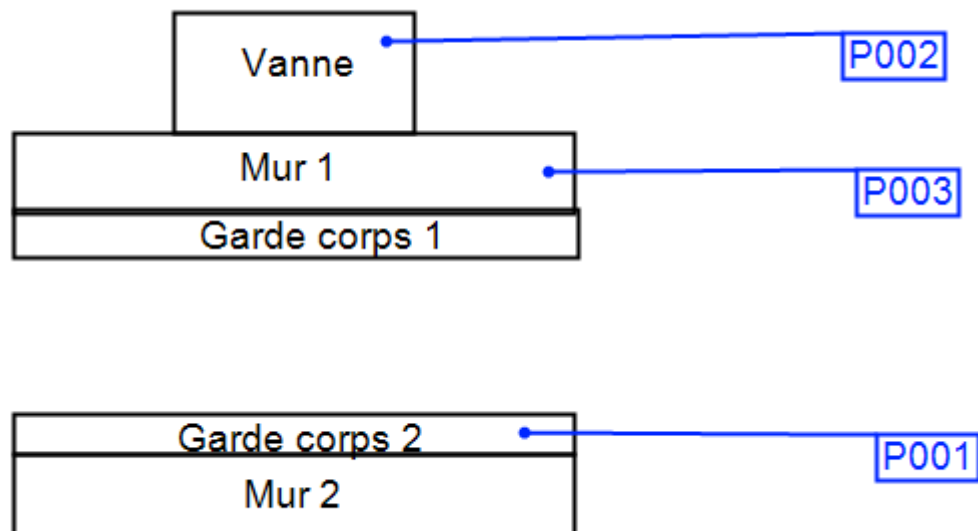 Vanne
P002
Mur 1
P003
Garde corps 1
Garde corps 2
P001
Mur 2